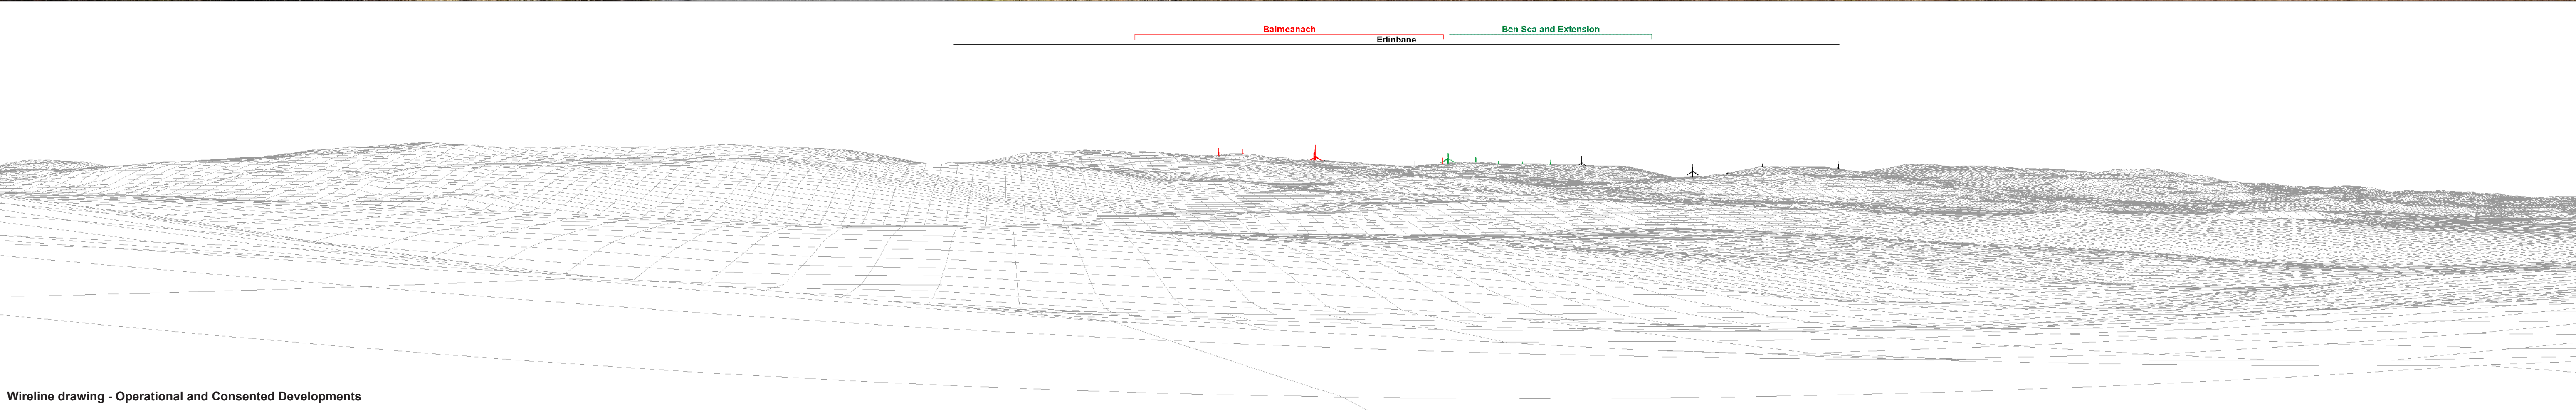 Balmeanach
Ben Sca and Extension
Edinbane
Wireline drawing - Operational and Consented Developments